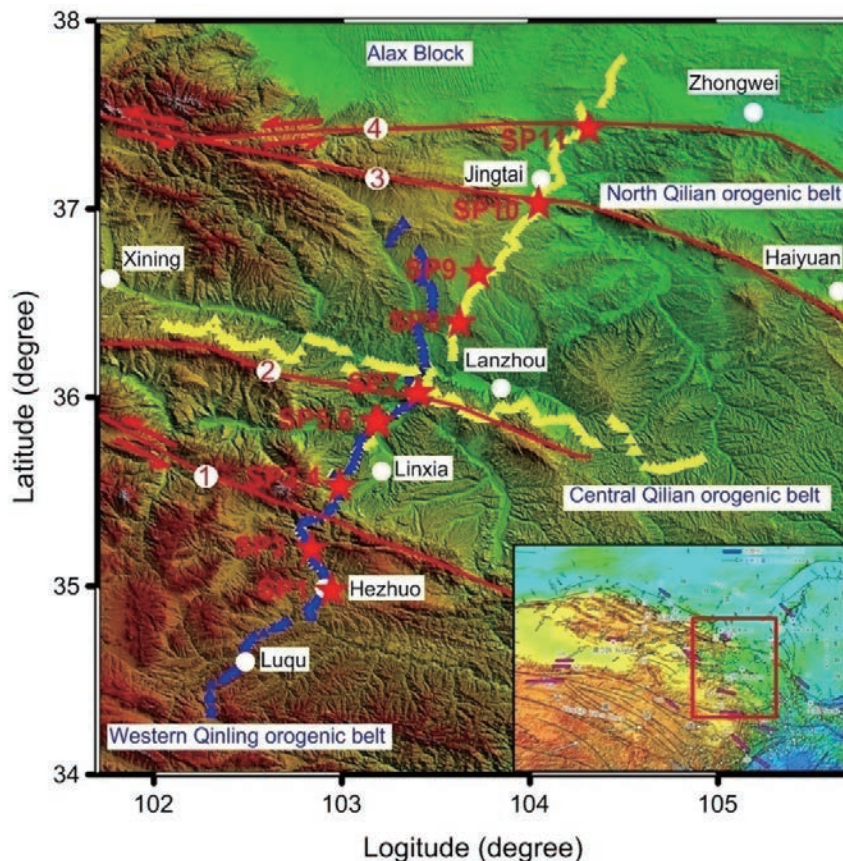 38
Alax Block
Zhongwei
4
SP11
Jingtai
3
North Qilian orogenic belt
37
SP10
Xining
SP9
Haiyuan
SP8
Lanzhou
2
SP7
36
SP5,6
Linxia
1
Central Qilian orogenic belt
SP2
35
SP1
Hezhuo
Luqu
Western Qinling orogenic belt
34
102
103
104
105
Latitude (degree)
Logitude (degree)